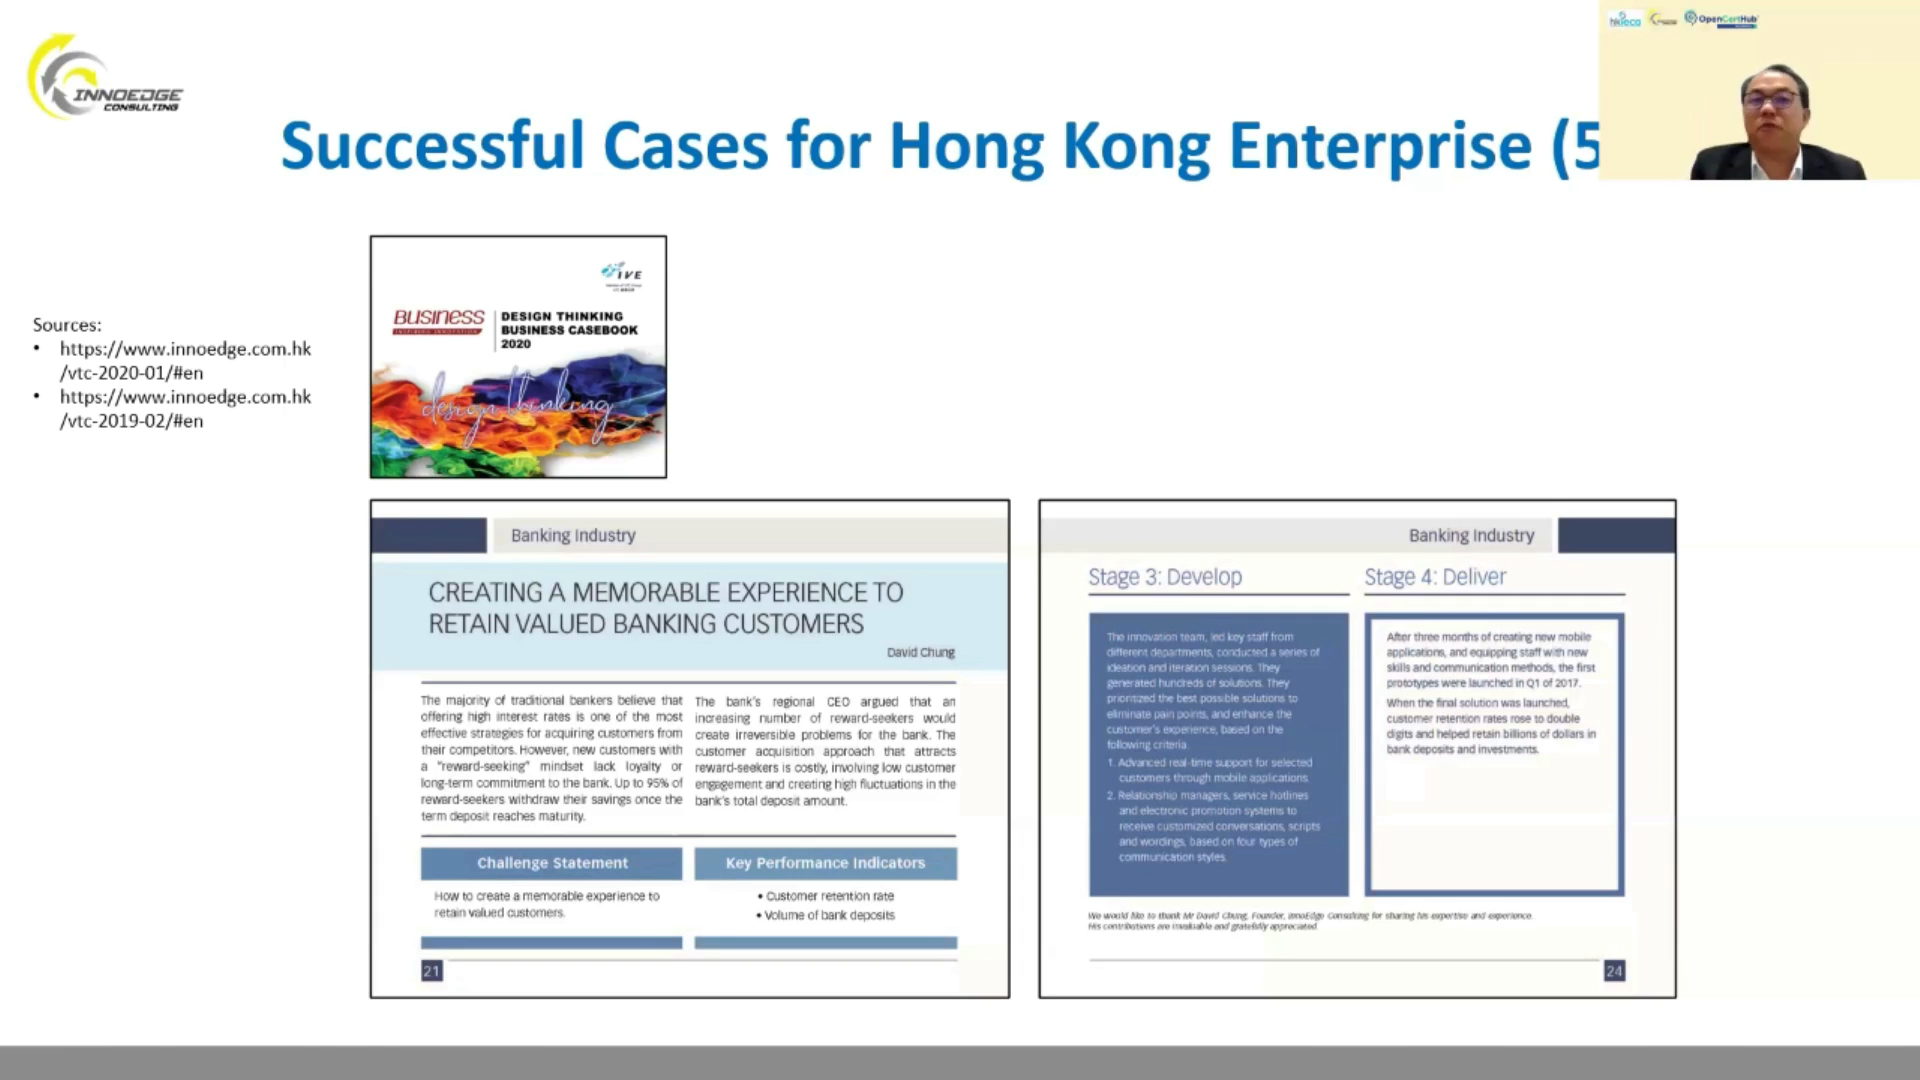 INNOEDGE
CONSULTING
hkieca
OpenCertHub
Successful Cases for Hong Kong Enterprise (5
Sources:
• https://www.innoedge.com.hk
/vtc-2020-01/#en
• https://www.innoedge.com.hk
/vtc-2019-02/#en
IVE
BUSINESS
DESIGN THINKING
BUSINESS CASEBOOK
2020
design thinking
Banking Industry
CREATING A MEMORABLE EXPERIENCE TO
RETAIN VALUED BANKING CUSTOMERS
David Chung
The majority of traditional bankers believe that
offering high interest rates is one of the most
effective strategies for acquiring customers from
their competitors. However, new customers with
a "reward-seeking" mindset lack loyalty or
long-term commitment to the bank. Up to 95% of
reward-seekers withdraw their savings once the
term deposit reaches maturity.
The bank's regional CEO argued that an
increasing number of reward-seekers would
create irreversible problems for the bank. The
customer acquisition approach that attracts
reward-seekers is costly, involving low customer
engagement and creating high fluctuations in the
bank's total deposit amount.
Challenge Statement
How to create a memorable experience to
retain valued customers.
Key Performance Indicators
• Customer retention rate
• Volume of bank deposits
21
Banking Industry
Stage 3: Develop
The innovation team, led key staff from
different departments, conducted a series of
ideation and iteration sessions. They
generated hundreds of solutions. They
prioritized the best possible solutions to
eliminate pain points, and enhance the
customer's experience, based on the
following criteria.
1. Advanced real-time support for selected
customers through mobile applications
2. Relationship managers, service hotlines
and electronic promotion systems to
receive customized conversations, scripts
and wordings, based on four types of
communication styles.
Stage 4: Deliver
After three months of creating new mobile
applications, and equipping staff with new
skills and communication methods, the first
prototypes were launched in Q1 of 2017.
When the final solution was launched,
customer retention rates rose to double
digits and helped retain billions of dollars in
bank deposits and investments.
We would like to thank Mr David Chung, Founder, InnoEdge Consulting for sharing his expertise and experience.
His contributions are invaluable and gratefully appreciated.
24